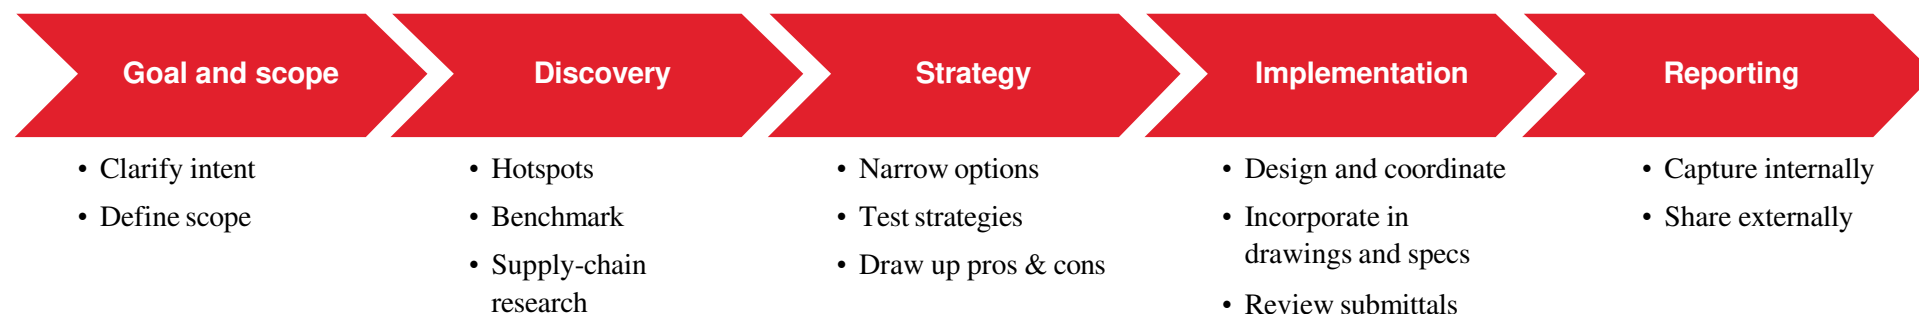 Goal and scope
• Clarify intent
• Define scope
Discovery
• Hotspots
• Benchmark
• Supply-chain
research
Strategy
• Narrow options
• Test strategies
• Draw up pros & cons
Implementation
• Design and coordinate
• Incorporate in
drawings and specs
• Review submittals
Reporting
• Capture internally
• Share externally